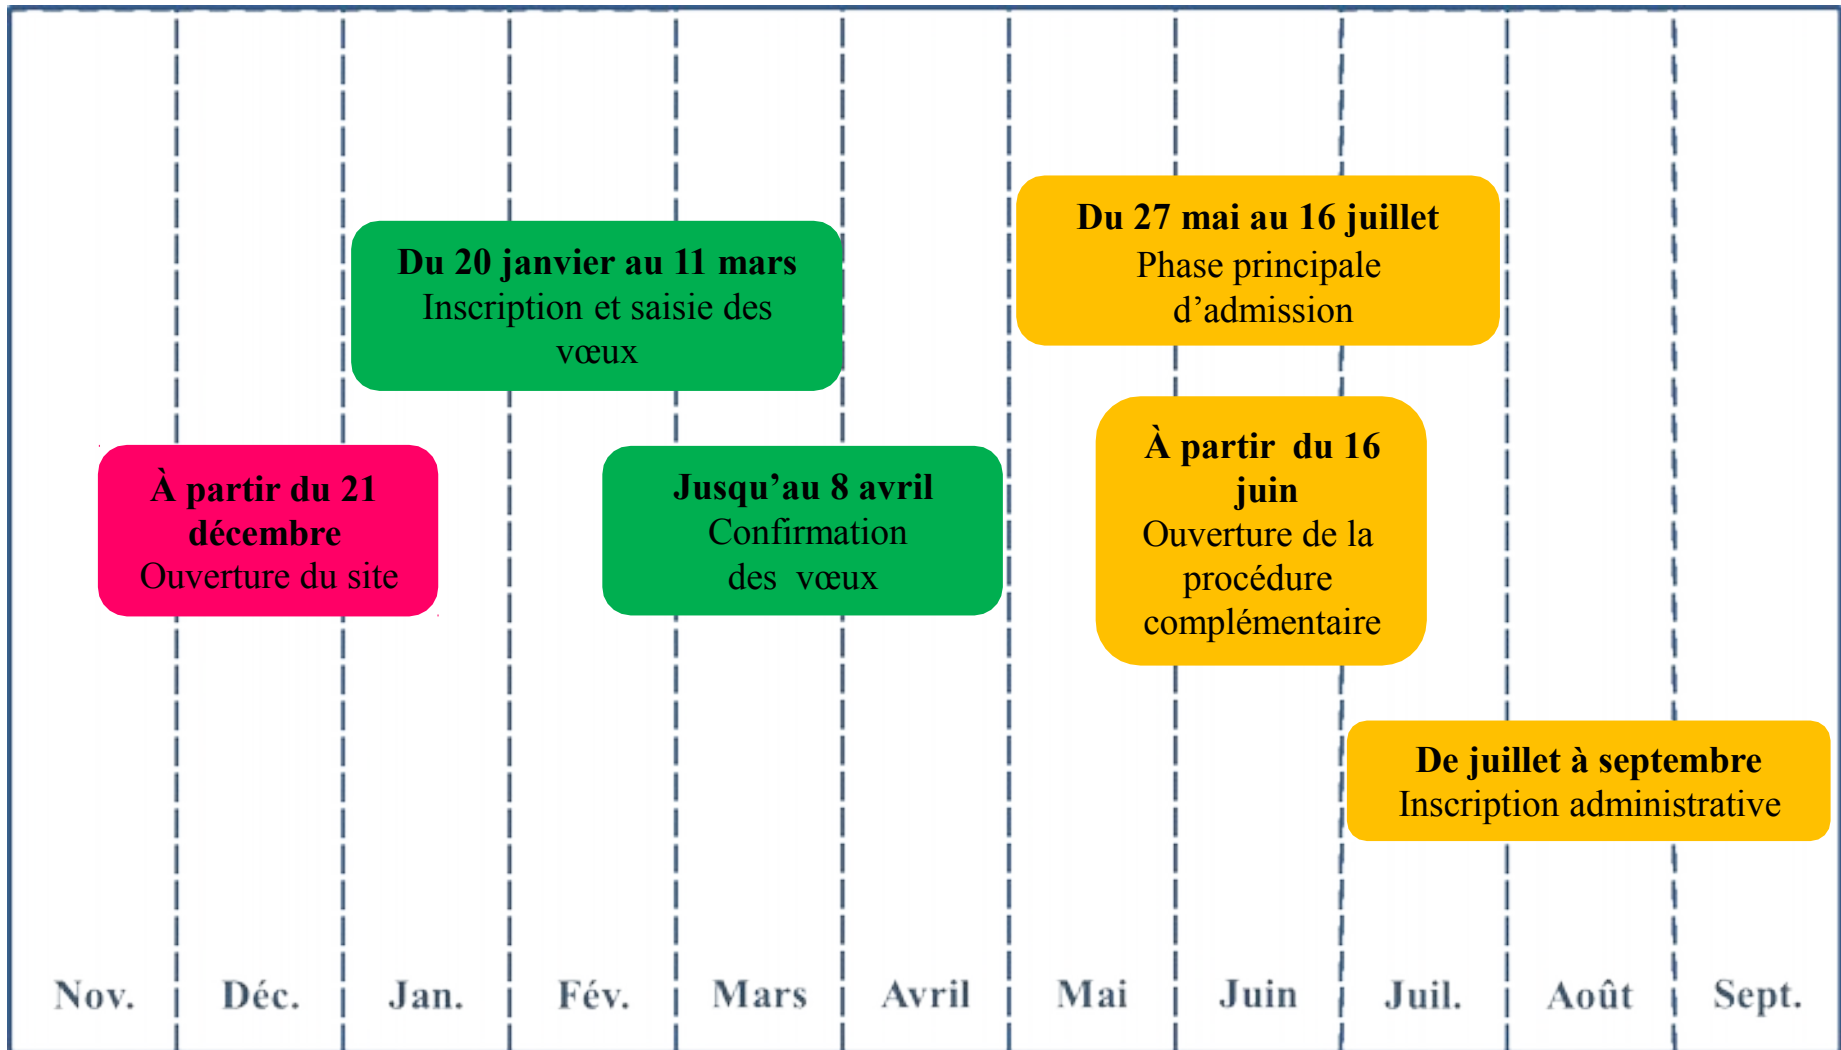 Du 27 mai au 16 juillet
Phase principale
d’admission
Du 20 janvier au 11 mars
Inscription et saisie des
vœux
À partir du 21
décembre
Ouverture du site
Jusqu’au 8 avril
Confirmation
des vœux
À partir du 16
juin
Ouverture de la
procédure
complémentaire
De juillet à septembre
Inscription administrative
Nov. Déc. Jan. Fév. Mars Avril Mai Juin Juil. Août Sept.